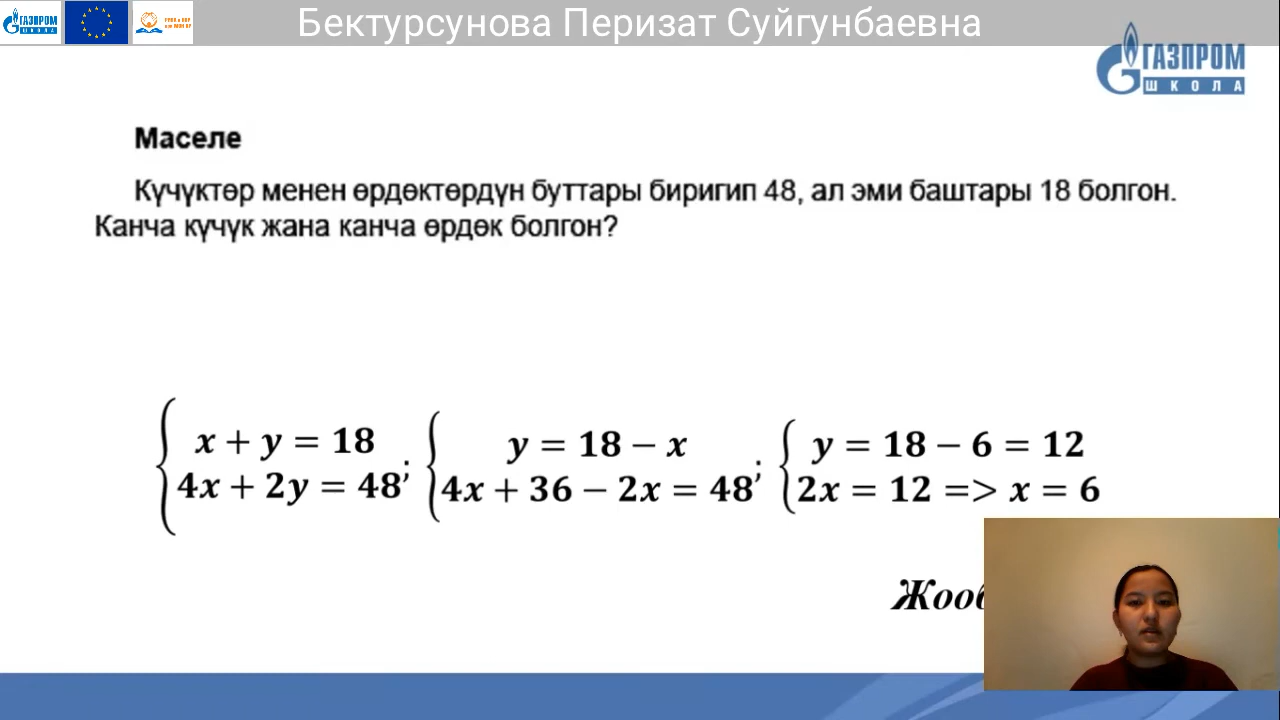 Бектурсунова Перизат Суйгунбаевна
ГАЗПРОМ
ШКОЛА
ГАЗПРОМ
ШКОЛА
Маселе
Күчүктөр менен өрдөктөрдүн буттары биригип 48, ал эми баштары 18 болгон.
Канча күчүк жана канча өрдөк болгон?
x + y = 18
4x + 2y = 48;
y = 18 − x
4x + 36 − 2x = 48;
y = 18 − 6 = 12
2x = 12 => x = 6